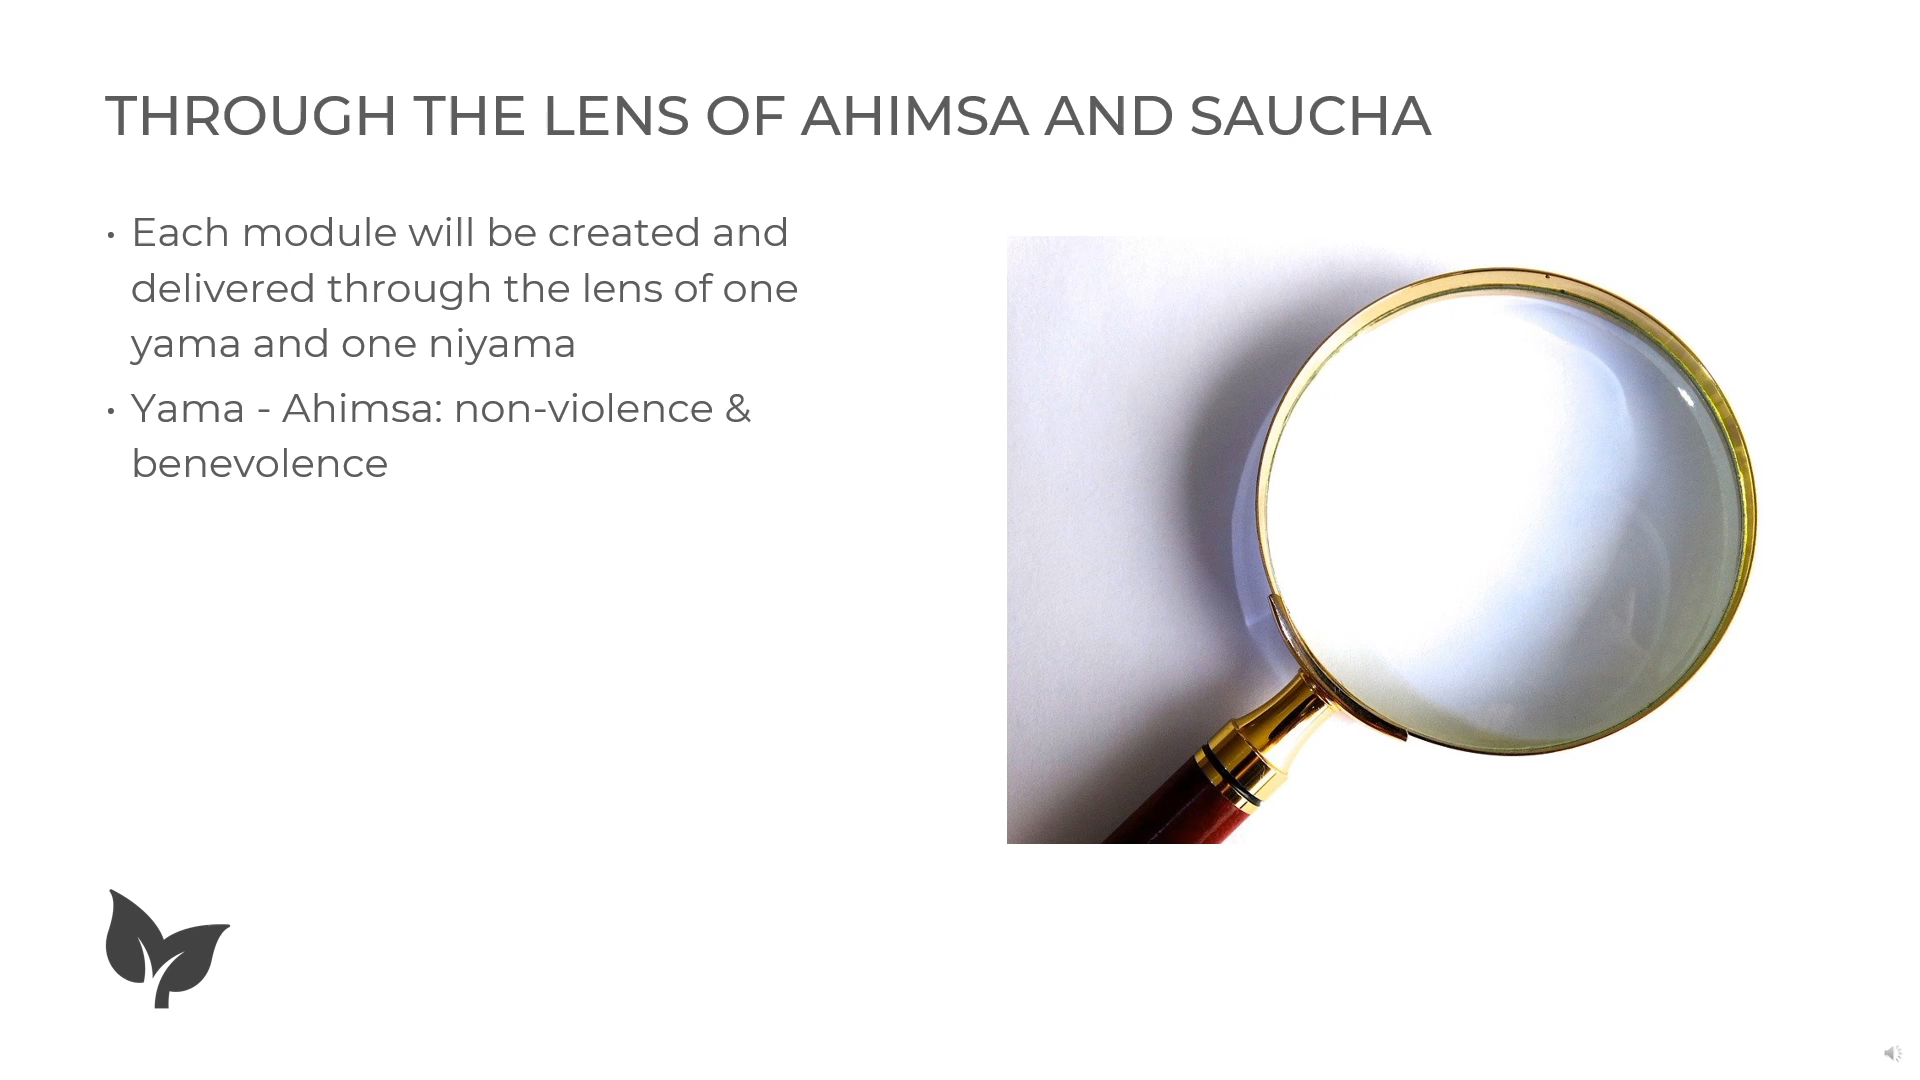 THROUGH THE LENS OF AHIMSA AND SAUCHA
• Each module will be created and
delivered through the lens of one
yama and one niyama
• Yama - Ahimsa: non-violence &
benevolence